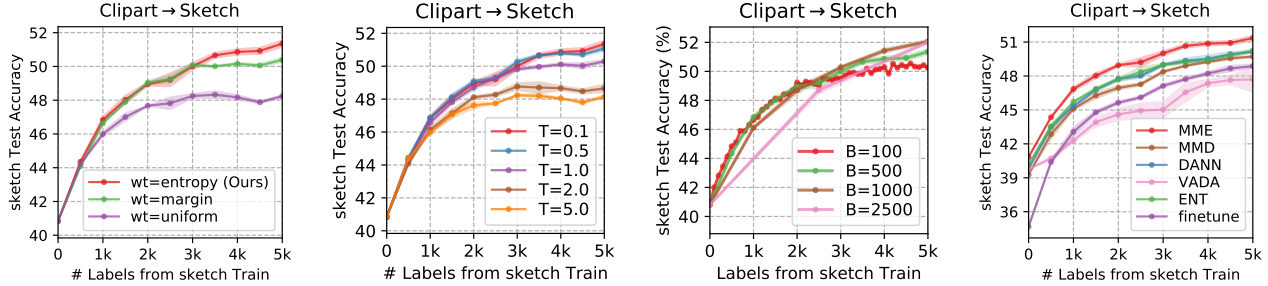 Clipart→Sketch
sketch Test Accuracy
52
50
48
46
44
42
40
wt=entropy (Ours)
wt=margin
wt=uniform
0 1k 2k 3k 4k 5k
# Labels from sketch Train
Clipart→Sketch
sketch Test Accuracy
52
50
48
46
44
42
40
T=0.1
T=0.5
T=1.0
T=2.0
T=5.0
0 1k 2k 3k 4k 5k
# Labels from sketch Train
Clipart→Sketch
sketch Test Accuracy (%)
52
50
48
46
44
42
40
B=100
B=500
B=1000
B=2500
0 1k 2k 3k 4k 5k
Labels from sketch Train
Clipart→Sketch
sketch Test Accuracy
51
48
45
42
39
36
MME
MMD
DANN
VADA
ENT
finetune
0 1k 2k 3k 4k 5k
# Labels from sketch Train